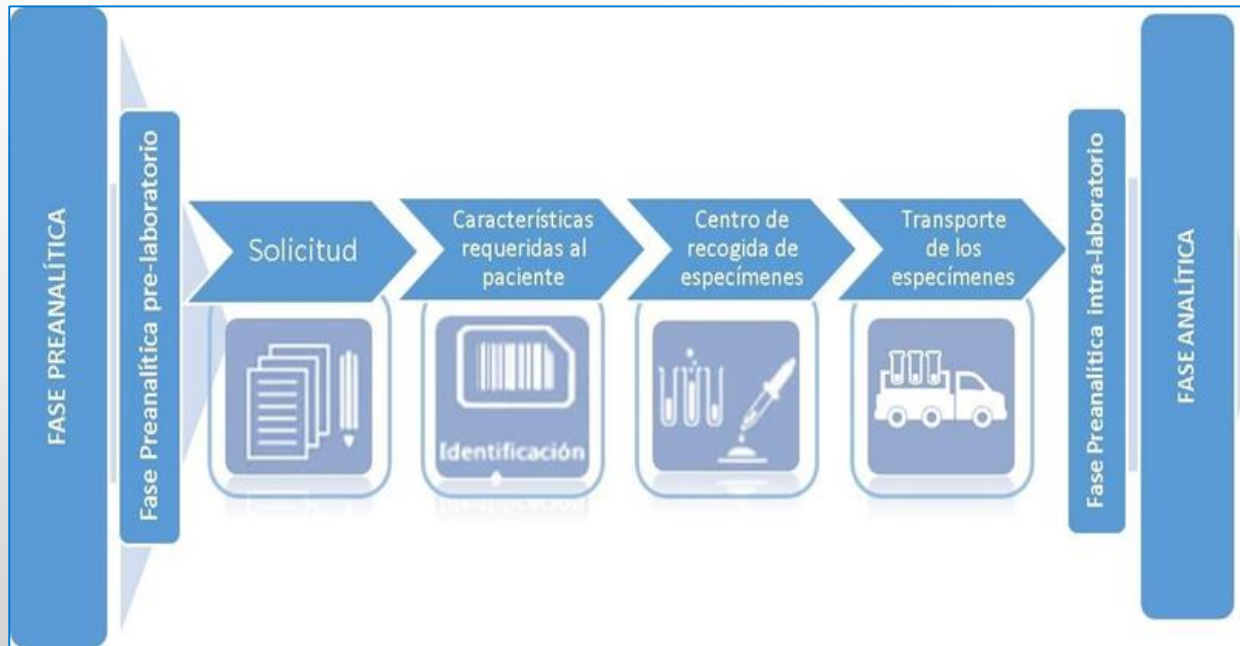 FASE PREANALÍTICA
Fase Preanalítica pre-laboratorio
Solicitud
Características
requeridas al
paciente
Centro de
recogida de
especímenes
Transporte
de los
especímenes
Identificación
Fase Preanalítica intra-laboratorio
FASE ANALÍTICA